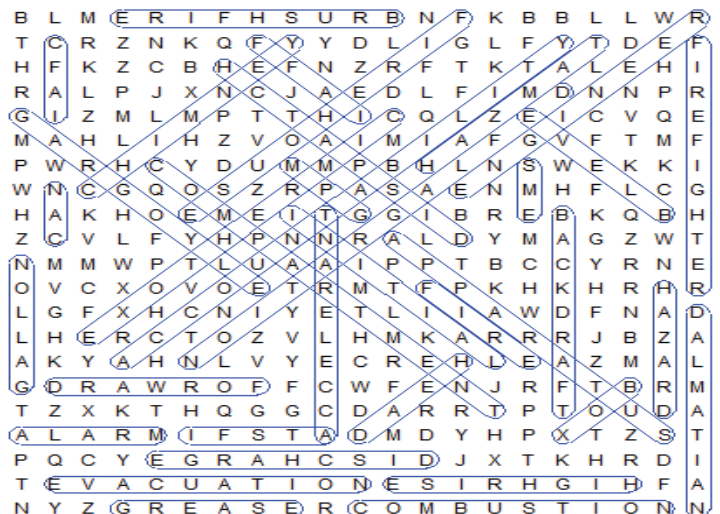 B L M E R I F H S U R B N F K B B L L W R
T C R Z N K Q F Y Y D L I G L F Y T D E F
H F K Z C B H E F N Z R F T K T A L E H I
R A L P J X N C J A E D L F I M D N N P R
G I Z M L M P T T H I C Q L Z E I C V Q E
M A H L I H Z V O A I M I A F G V F T M F
P W R H C Y D U M M P B H L N S W E K K I
W N C G Q O S Z R P A S A E N M H F L C G
H A K H O E M E I T G G I B R E B K Q B H
Z C V L F Y H P N N R A L D Y M A G Z W T
N M M W P T L U A A I P P T B C C Y R N E
O V C X O V O E T R M T F P K H K H R H R
L G F X H C N I Y E T L I I A W D F N A D
L H E R C T O Z V L H M K A R R R J B Z A
A K Y A H N L V Y E C R E H L E A Z M A L
G D R A W R O F F C W F E N J R F T B R M
T Z X K T H Q G G C D A R R T P T O U D A
A L A R M I F S T A D M D Y H P X T Z S T
P Q C Y E G R A H C S I D J X T K H R D I
T E V A C U A T I O N E S I R H G I H F A
N Y Z G R E A S E R C O M B U S T I O N N